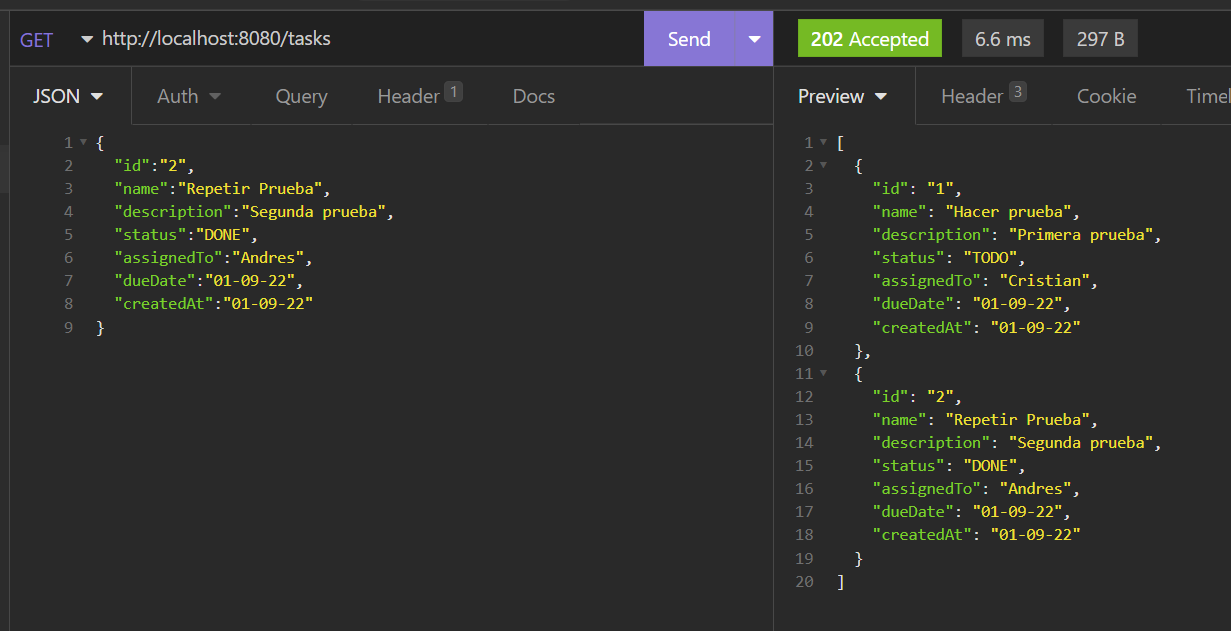 GET http://localhost:8080/tasks Send 202 Accepted 6.6 ms 297 B
JSON Auth Query Header 1 Docs
1 {
2 "id":"2",
3 "name":"Repetir Prueba",
4 "description":"Segunda prueba",
5 "status":"DONE",
6 "assignedTo":"Andres",
7 "dueDate":"01-09-22",
8 "createdAt":"01-09-22"
9 }
Preview Header 3 Cookie Timel
1 [
2 {
3 "id": "1",
4 "name": "Hacer prueba",
5 "description": "Primera prueba",
6 "status": "TODO",
7 "assignedTo": "Cristian",
8 "dueDate": "01-09-22",
9 "createdAt": "01-09-22"
10 },
11 {
12 "id": "2",
13 "name": "Repetir Prueba",
14 "description": "Segunda prueba",
15 "status": "DONE",
16 "assignedTo": "Andres",
17 "dueDate": "01-09-22",
18 "createdAt": "01-09-22"
19 }
20 ]